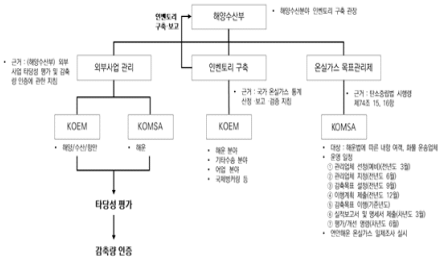 인벤토리
구축·보고
해양수산부
• 해양수산분야 인벤토리 구축 관장
• 근거 : (해양수산부) 외부
사업 타당성 평가 및 감축
량 인증에 관한 지침
외부사업 관리
인벤토리 구축
온실가스 목표관리제
• 근거 : 국가 온실가스 통계
산정·보고·검증 지침
• 근거 : 탄소중립법 시행령
제74조 15, 16항
KOEM
KOMSA
KOEM
KOMSA
• 해양/수산/항만
• 해운
• 해운 분야
• 기타수송 분야
• 어업 분야
• 국제벙커링 등
• 대상 : 해운법에 따른 내항 여객, 화물 운송업체
• 운영 일정
① 관리업체 선정(예비)(전년도 3월)
② 관리업체 지정(전년도 6월)
③ 감축목표 설정(전년도 9월)
④ 이행계획 제출(전년도 12월)
⑤ 감축목표 이행(기준년도)
⑥ 실적보고서 및 명세서 제출(차년도 3월)
⑦ 평가/개선 명령(차년도 6월)
• 연안해운 온실가스 일제조사 실시
타당성 평가
감축량 인증